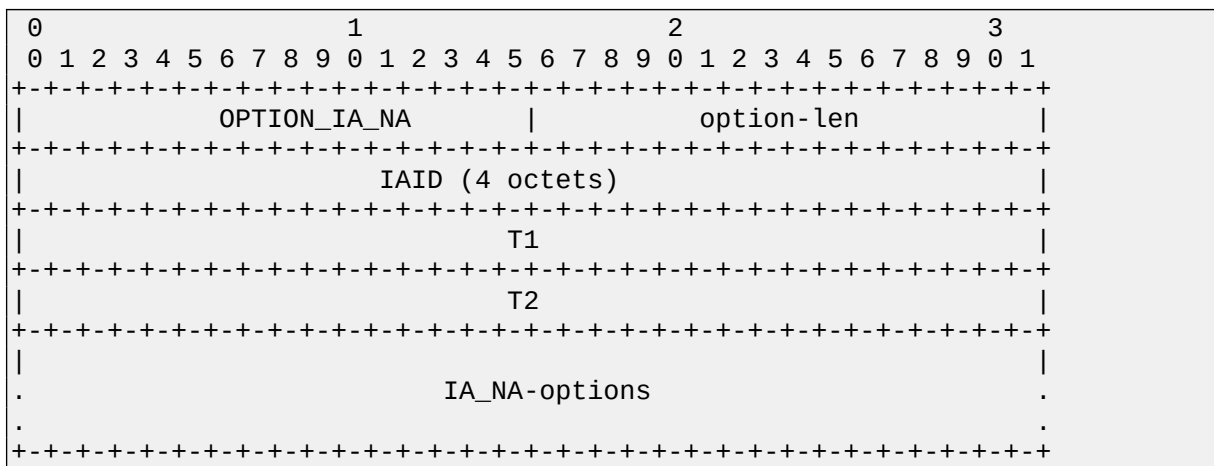 0                   1                   2                   3
 0 1 2 3 4 5 6 7 8 9 0 1 2 3 4 5 6 7 8 9 0 1 2 3 4 5 6 7 8 9 0 1
+-+-+-+-+-+-+-+-+-+-+-+-+-+-+-+-+-+-+-+-+-+-+-+-+-+-+-+-+-+-+-+-+
|            OPTION_IA_NA       |          option-len           |
+-+-+-+-+-+-+-+-+-+-+-+-+-+-+-+-+-+-+-+-+-+-+-+-+-+-+-+-+-+-+-+-+
|                      IAID (4 octets)                          |
+-+-+-+-+-+-+-+-+-+-+-+-+-+-+-+-+-+-+-+-+-+-+-+-+-+-+-+-+-+-+-+-+
|                              T1                               |
+-+-+-+-+-+-+-+-+-+-+-+-+-+-+-+-+-+-+-+-+-+-+-+-+-+-+-+-+-+-+-+-+
|                              T2                               |
+-+-+-+-+-+-+-+-+-+-+-+-+-+-+-+-+-+-+-+-+-+-+-+-+-+-+-+-+-+-+-+-+
|                                                               |
.                          IA_NA-options                        .
.                                                               .
+-+-+-+-+-+-+-+-+-+-+-+-+-+-+-+-+-+-+-+-+-+-+-+-+-+-+-+-+-+-+-+-+